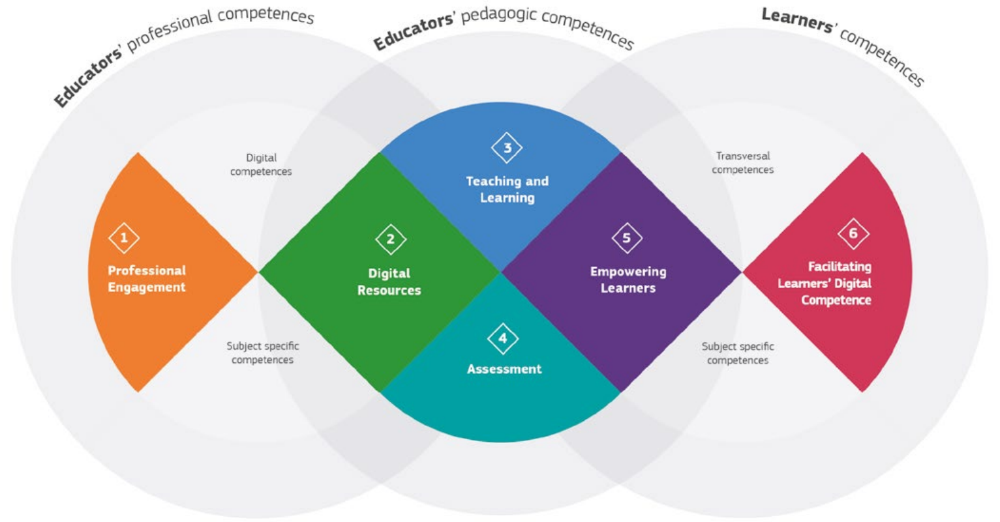 Educators' professional competences
Educators' pedagogic competences
Learners' competences
Digital
competences
Transversal
competences
1
Professional
Engagement
2
Digital
Resources
3
Teaching and
Learning
4
Assessment
5
Empowering
Learners
6
Facilitating
Learners' Digital
Competence
Subject specific
competences
Subject specific
competences